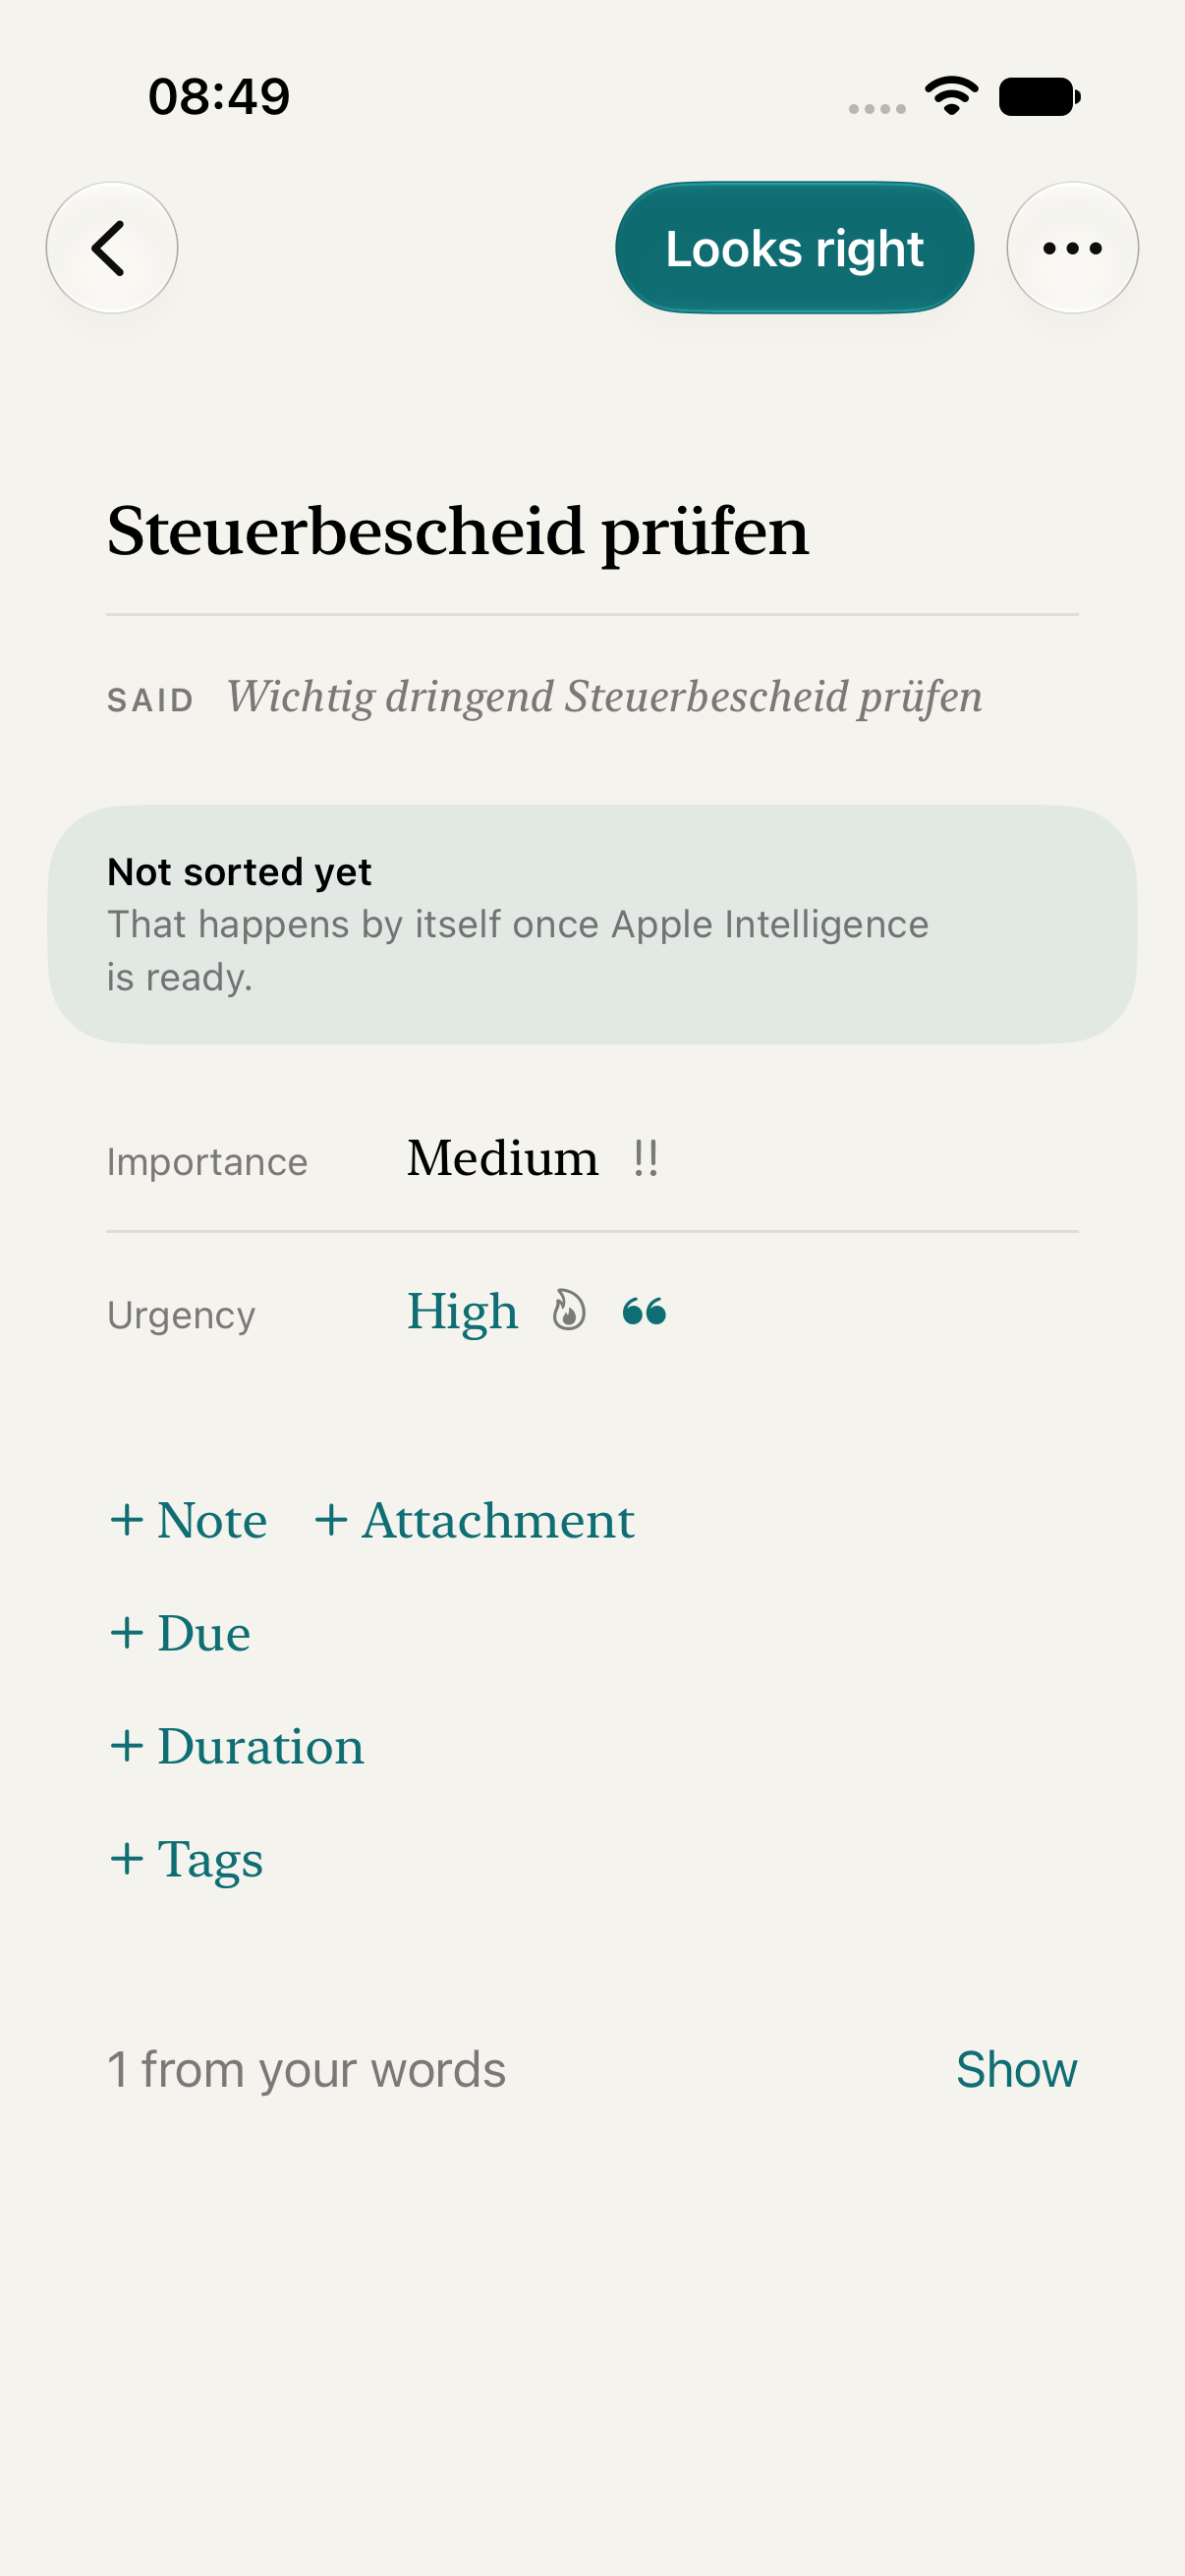 08:49
Looks right
Steuerbescheid prüfen
SAID Wichtig dringend Steuerbescheid prüfen
Not sorted yet
That happens by itself once Apple Intelligence
is ready.
Importance Medium !!
Urgency High
+ Note + Attachment
+ Due
+ Duration
+ Tags
1 from your words Show